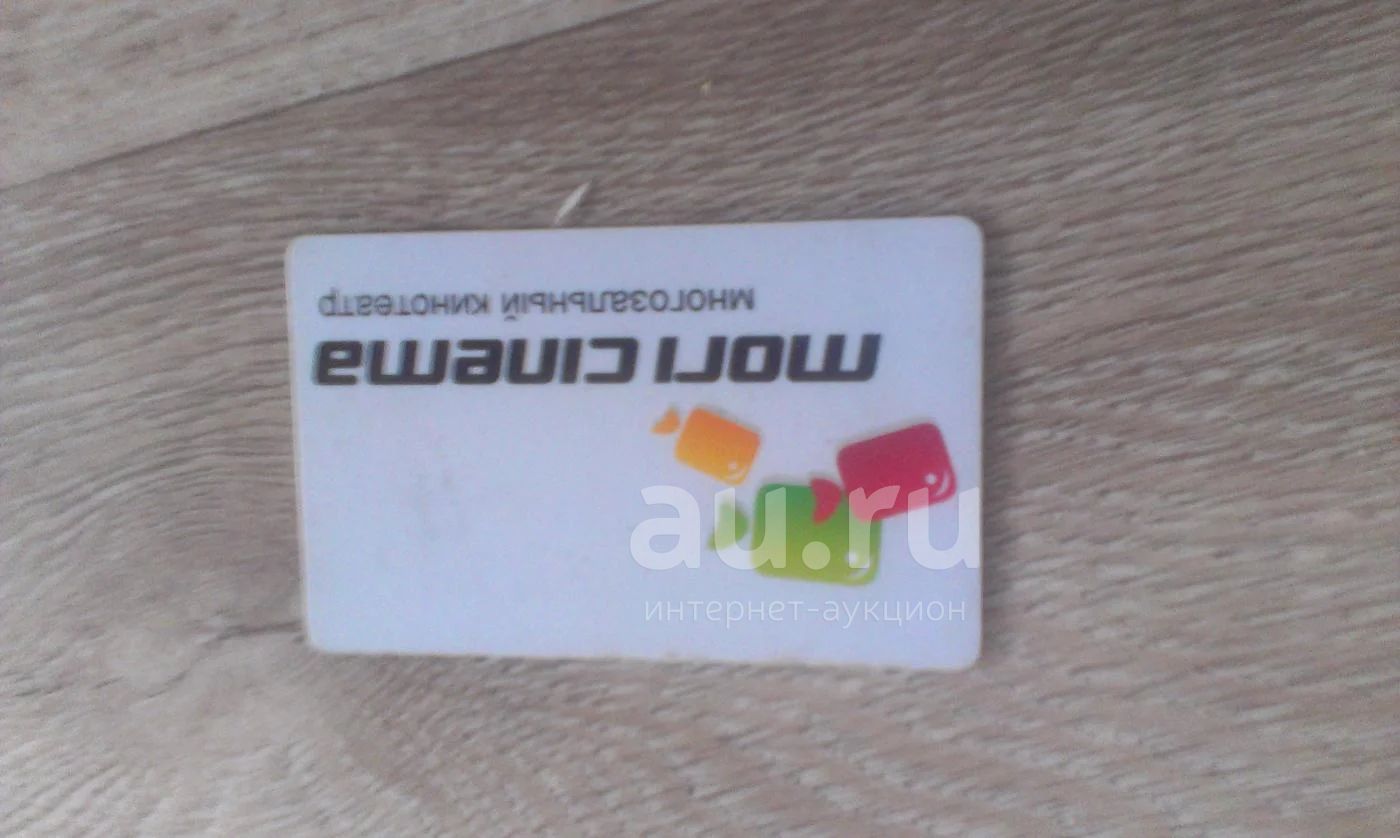 mori cinema
многозальный кинотеатр
au.ru
интернет-аукцион